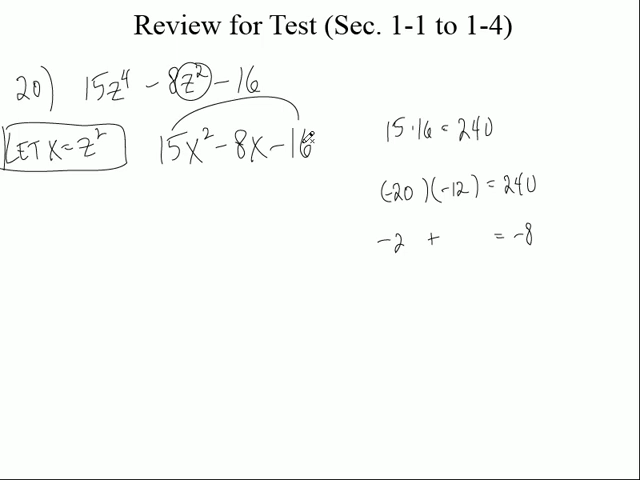 Review for Test (Sec. 1-1 to 1-4)
20) 15z⁴ - 8z² - 16
LET X = z² 15x² - 8x - 16
15 · 16 = 240
(-20)(-12) = 240
-2 + = -8